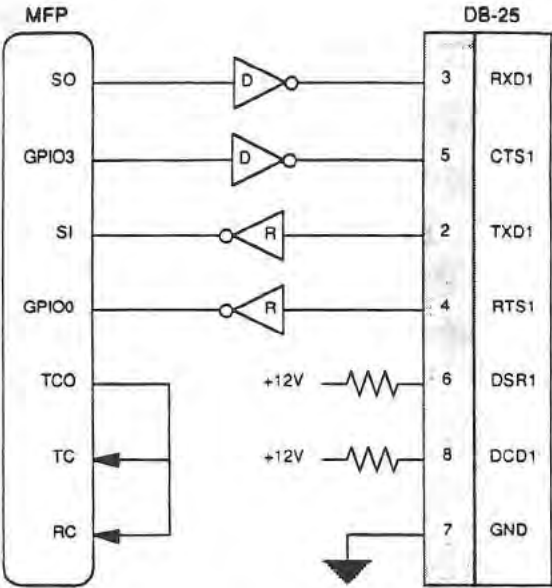 MFP DB-25
SO D 3 RXD1
GPIO3 D 5 CTS1
SI R 2 TXD1
GPIO0 R 4 RTS1
TCO +12V 6 DSR1
TC +12V 8 DCD1
RC 7 GND